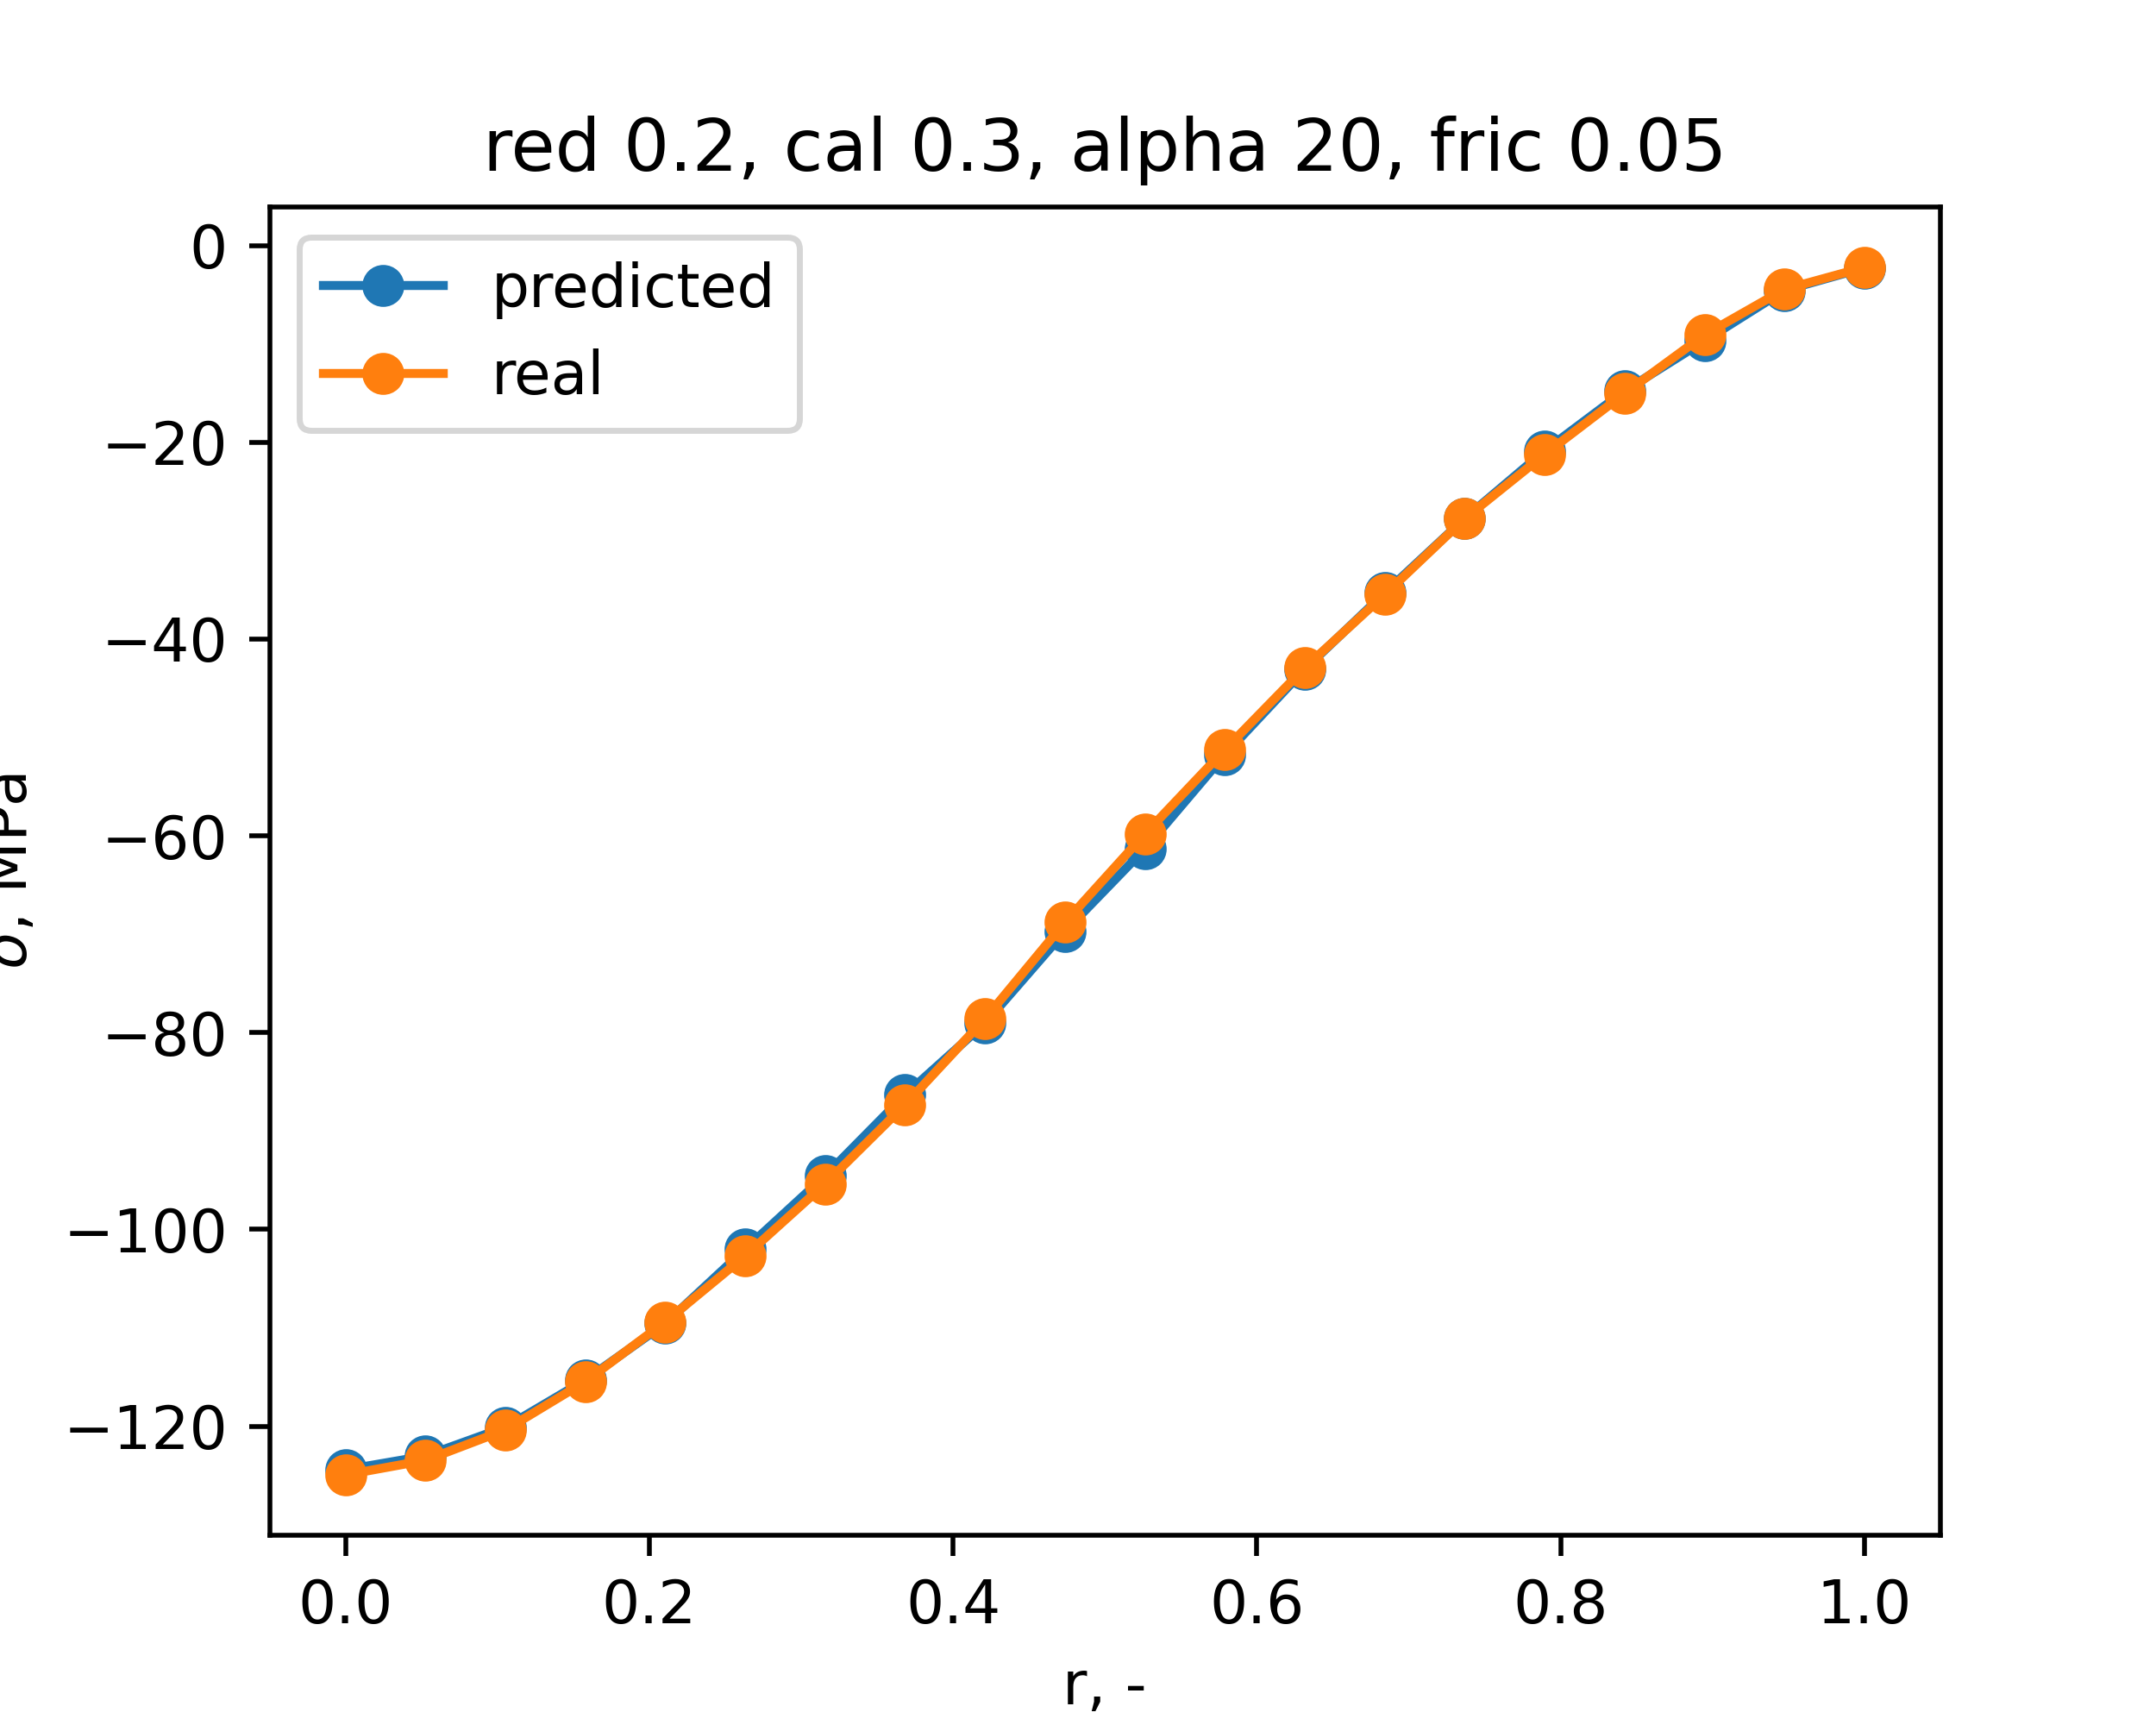 red 0.2, cal 0.3, alpha 20, fric 0.05
predicted
real
0
−20
−40
−60
−80
−100
−120
σ, MPa
0.0 0.2 0.4 0.6 0.8 1.0
r, -